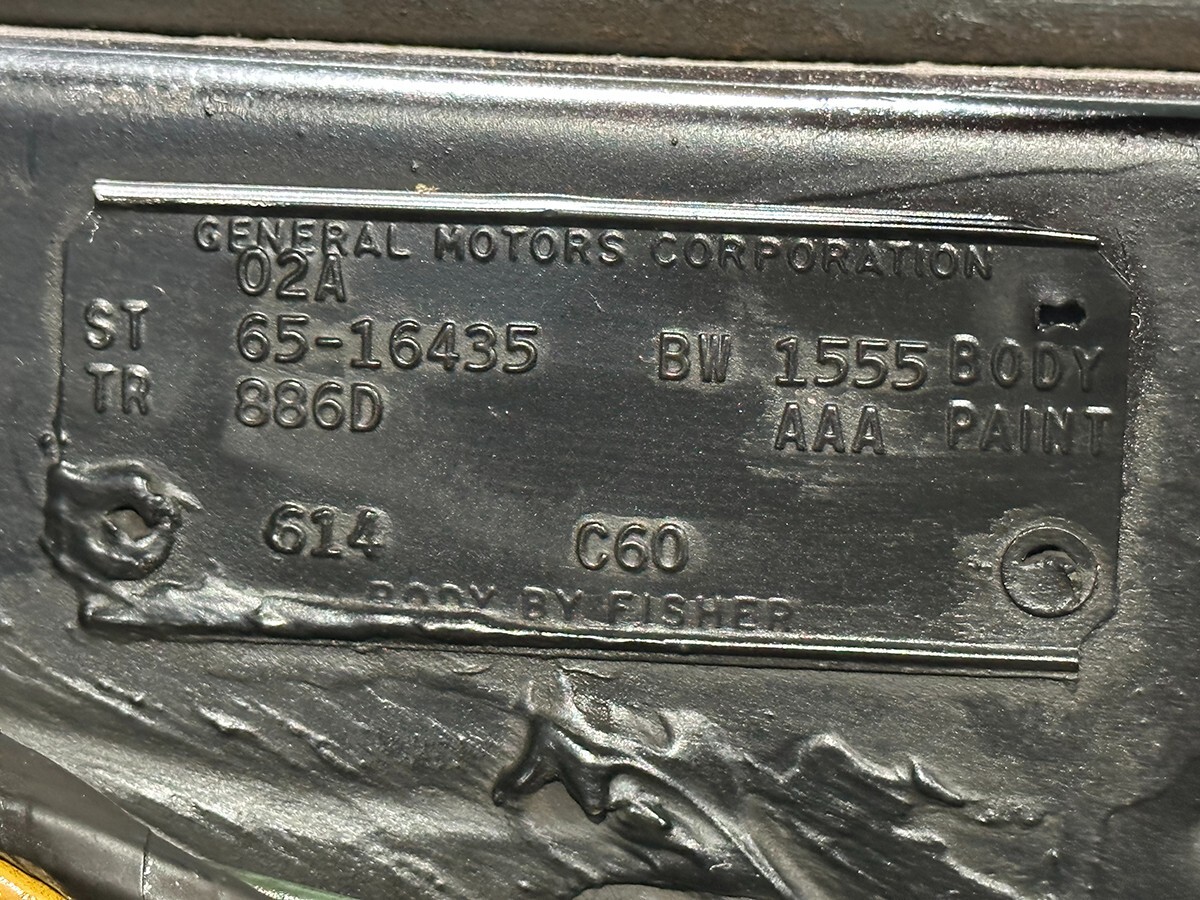 GENERAL MOTORS CORPORATION
02A
ST 65-16435 BW 1555 BODY
TR 886D AAA PAINT
614 C60
BODY BY FISHER